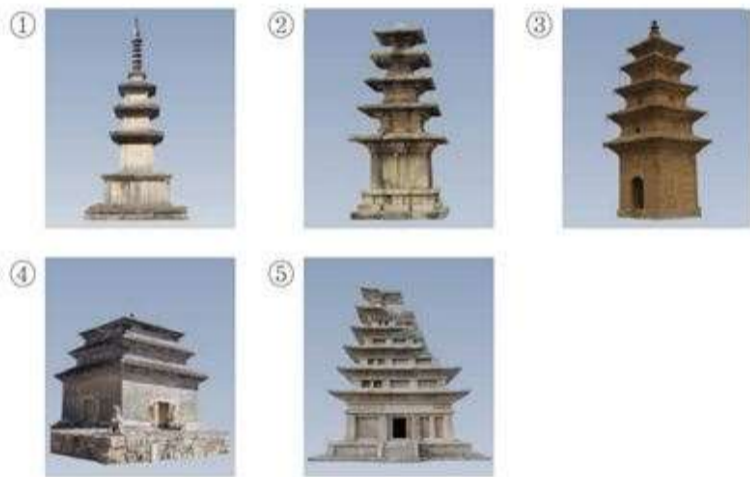 ① ② ③
④ ⑤